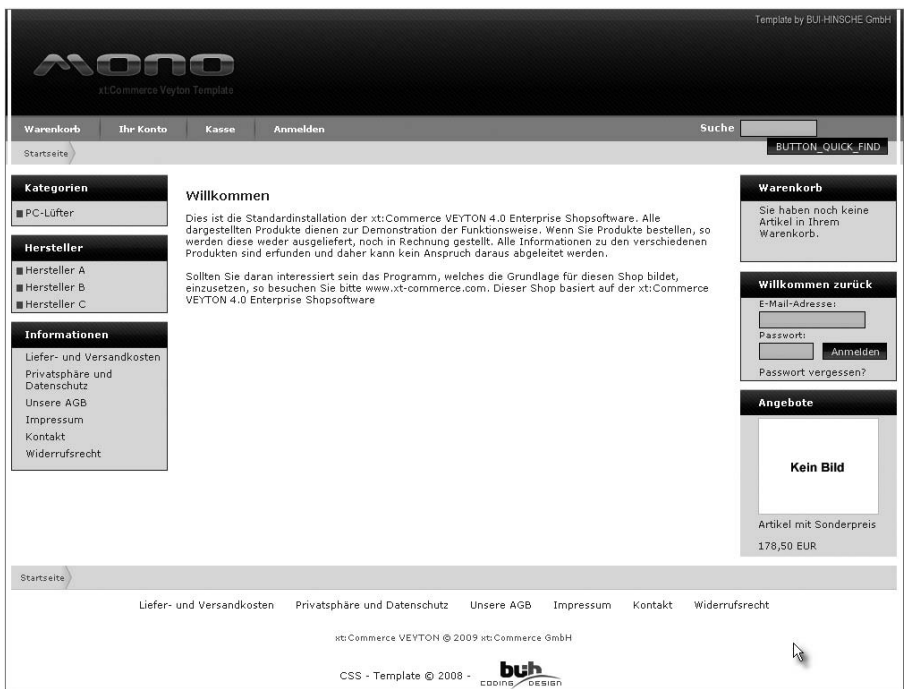 Template by BUI-HINSCHE GmbH
MONO
xt:Commerce Veyton Template
Warenkorb Ihr Konto Kasse Anmelden Suche
Startseite BUTTON_QUICK_FIND
Kategorien
PC-Lüfter
Hersteller
Hersteller A
Hersteller B
Hersteller C
Informationen
Liefer- und Versandkosten
Privatsphäre und
Datenschutz
Unsere AGB
Impressum
Kontakt
Widerrufsrecht
Willkommen
Dies ist die Standardinstallation der xt:Commerce VEYTON 4.0 Enterprise Shopsoftware. Alle
dargestellten Produkte dienen zur Demonstration der Funktionsweise. Wenn Sie Produkte bestellen, so
werden diese weder ausgeliefert, noch in Rechnung gestellt. Alle Informationen zu den verschiedenen
Produkten sind erfunden und daher kann kein Anspruch daraus abgeleitet werden.
Sollten Sie daran interessiert sein das Programm, welches die Grundlage für diesen Shop bildet,
einzusetzen, so besuchen Sie bitte www.xt-commerce.com. Dieser Shop basiert auf der xt:Commerce
VEYTON 4.0 Enterprise Shopsoftware
Warenkorb
Sie haben noch keine
Artikel in Ihrem
Warenkorb.
Willkommen zurück
E-Mail-Adresse:
Passwort:
Anmelden
Passwort vergessen?
Angebote
Kein Bild
Artikel mit Sonderpreis
178,50 EUR
Startseite
Liefer- und Versandkosten Privatsphäre und Datenschutz Unsere AGB Impressum Kontakt Widerrufsrecht
xt:Commerce VEYTON © 2009 xt:Commerce GmbH
CSS - Template © 2008 - buh
CODING DESIGN